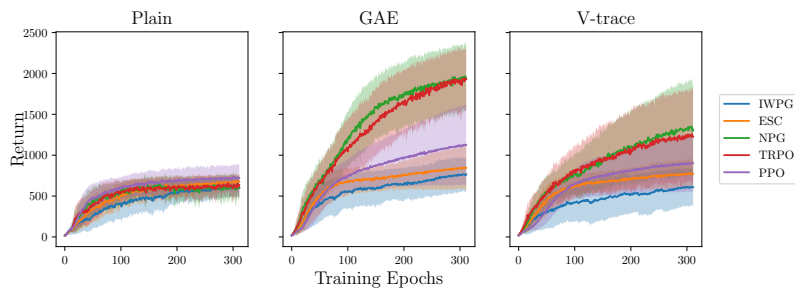 Plain
GAE
V-trace
2500
2000
1500
1000
500
0
Return
0 100 200 300
0 100 200 300
0 100 200 300
Training Epochs
IWPG
ESC
NPG
TRPO
PPO